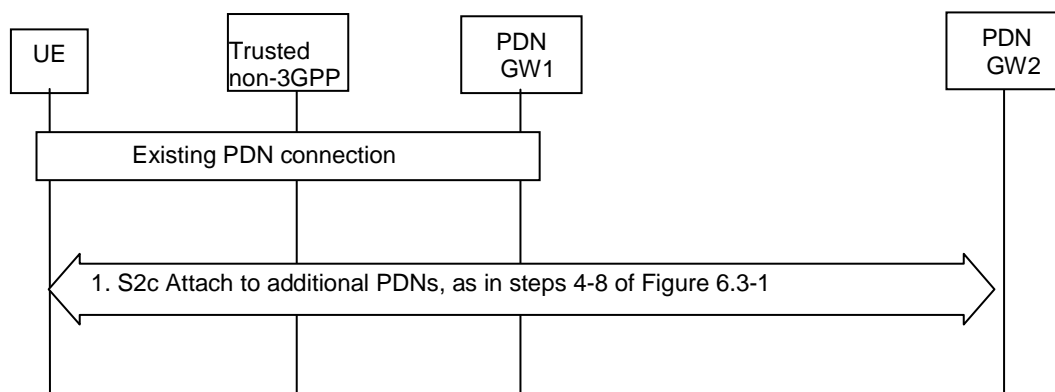 UE
Trusted
non-3GPP
PDN
GW1
PDN
GW2
Existing PDN connection
1. S2c Attach to additional PDNs, as in steps 4-8 of Figure 6.3-1